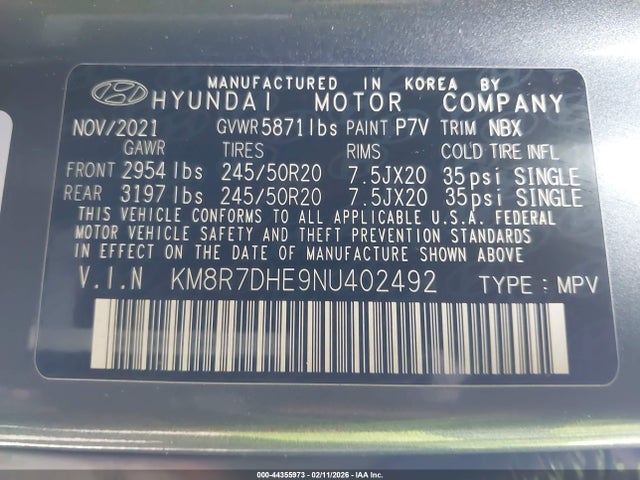 MANUFACTURED IN KOREA BY
HYUNDAI MOTOR COMPANY
NOV/2021 GVWR 5871lbs PAINT P7V TRIM NBX
GAWR TIRES RIMS COLD TIRE INFL
FRONT 2954 lbs 245/50R20 7.5JX20 35psi SINGLE
REAR 3197 lbs 245/50R20 7.5JX20 35psi SINGLE
THIS VEHICLE CONFORMS TO ALL APPLICABLE U.S.A. FEDERAL
MOTOR VEHICLE SAFETY AND THEFT PREVENTION STANDARDS
IN EFFECT ON THE DATE OF MANUFACTURE SHOWN ABOVE
V.I.N KM8R7DHE9NU402492 TYPE : MPV
000-44355973 - 02/11/2026 - IAA Inc.